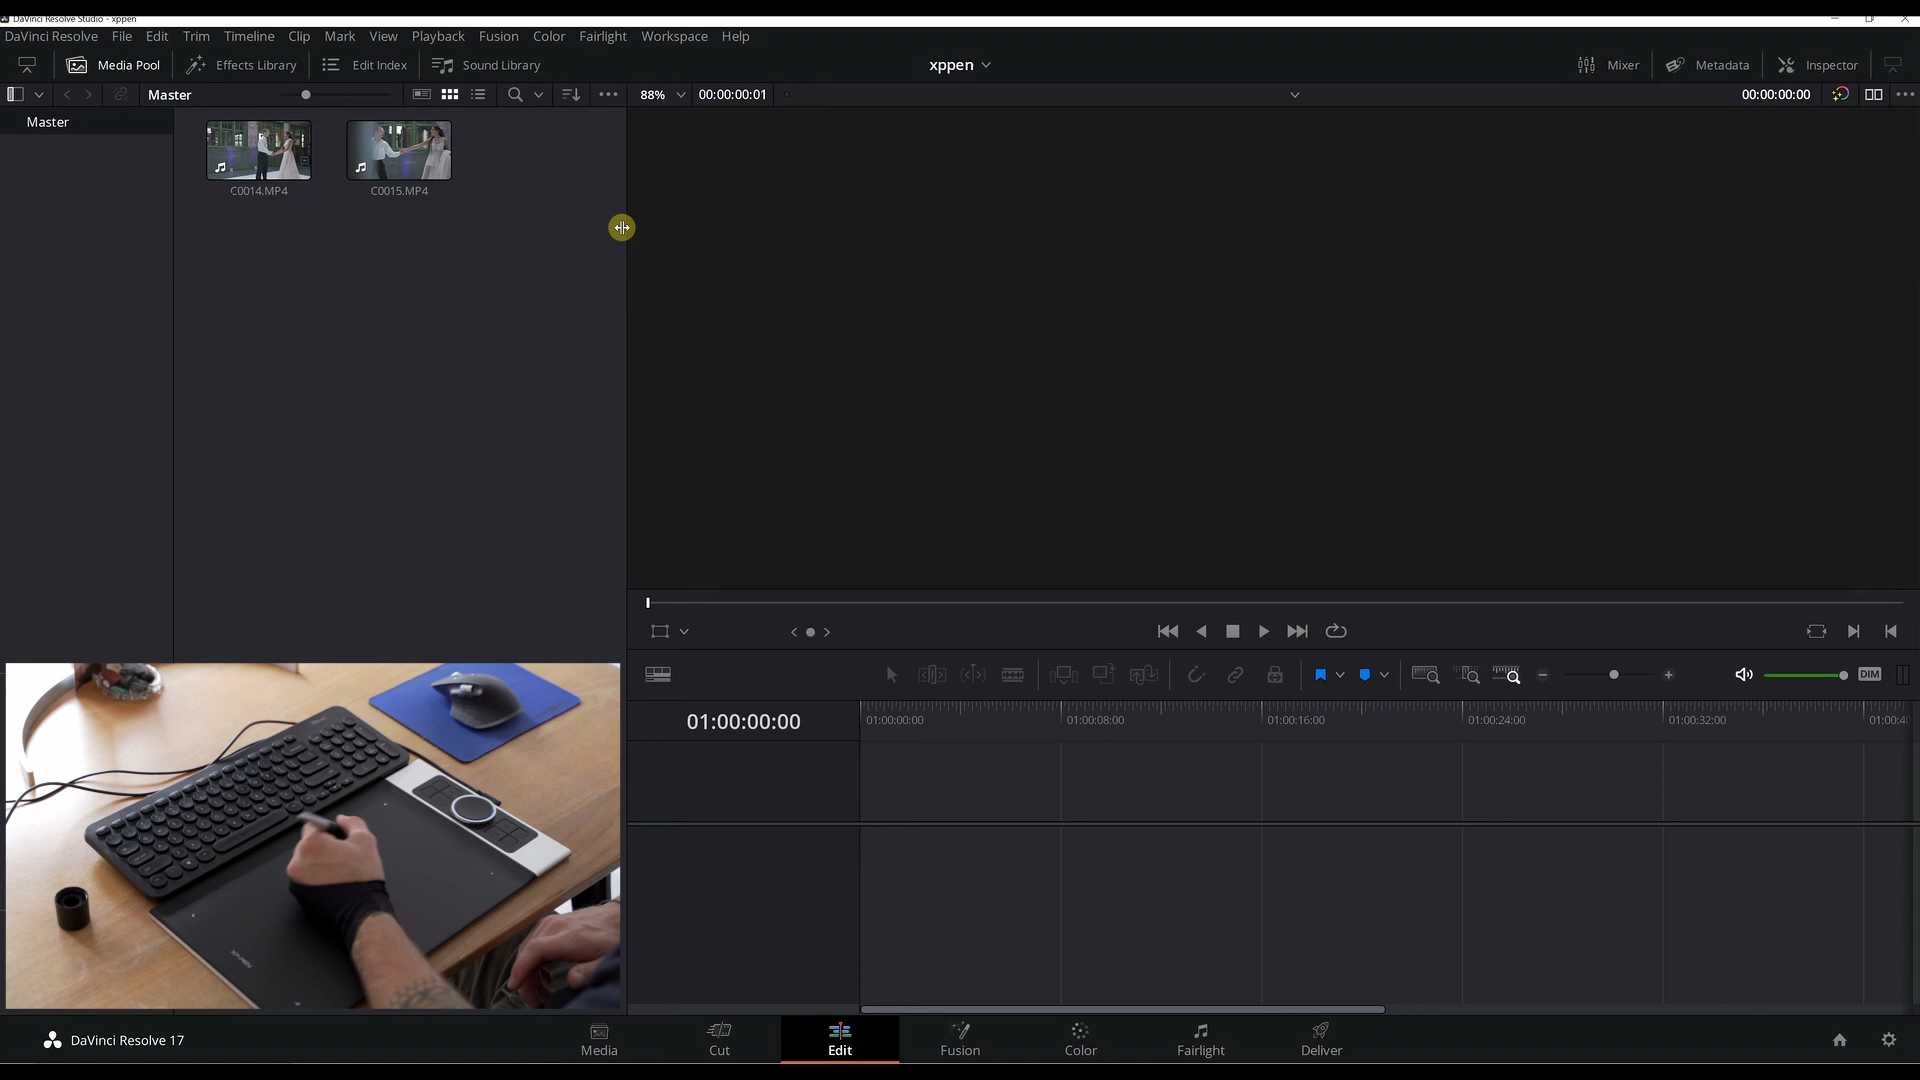 DaVinci Resolve Studio - xppen
DaVinci Resolve File Edit Trim Timeline Clip Mark View Playback Fusion Color Fairlight Workspace Help
Media Pool Effects Library Edit Index Sound Library xppen Mixer Metadata Inspector
Master 88% 00:00:00:01 00:00:00:00
Master
C0014.MP4 C0015.MP4
DIM
01:00:00:00 01:00:00:00 01:00:08:00 01:00:16:00 01:00:24:00 01:00:32:00
DaVinci Resolve 17 Media Cut Edit Fusion Color Fairlight Deliver